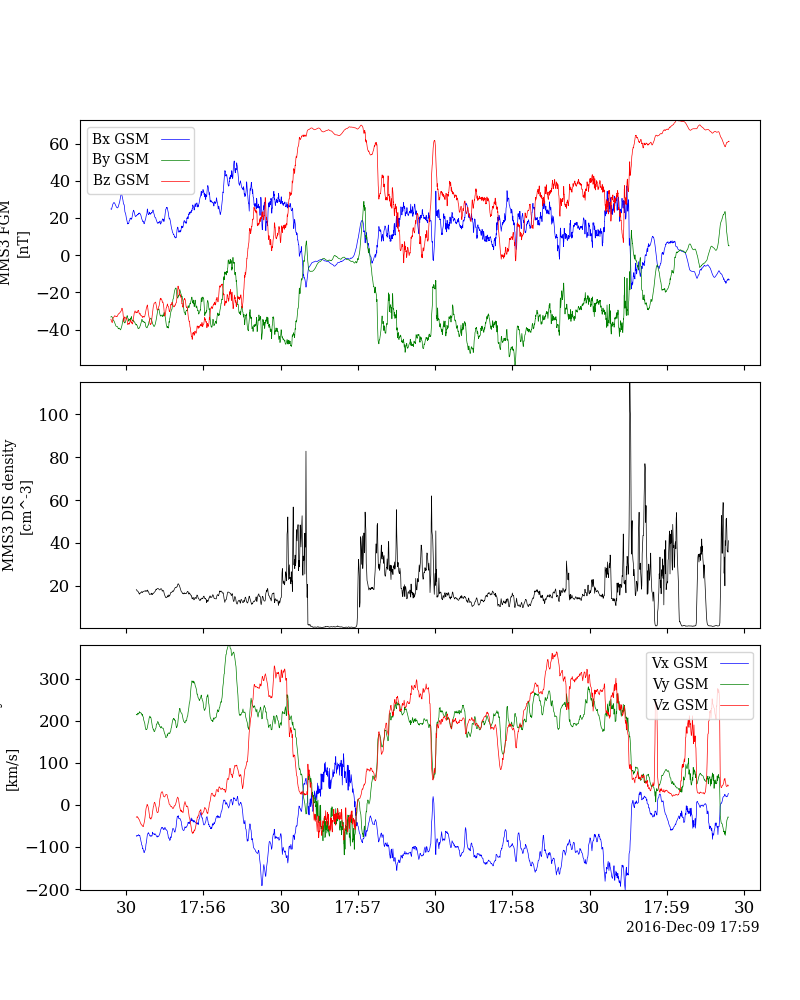 Bx GSM
By GSM
Bz GSM
60
40
20
0
−20
−40
MMS3 FGM
[nT]
100
80
60
40
20
MMS3 DIS density
[cm^-3]
Vx GSM
Vy GSM
Vz GSM
300
200
100
0
−100
−200
[km/s]
30
17:56
30
17:57
30
17:58
30
17:59
30
2016-Dec-09 17:59